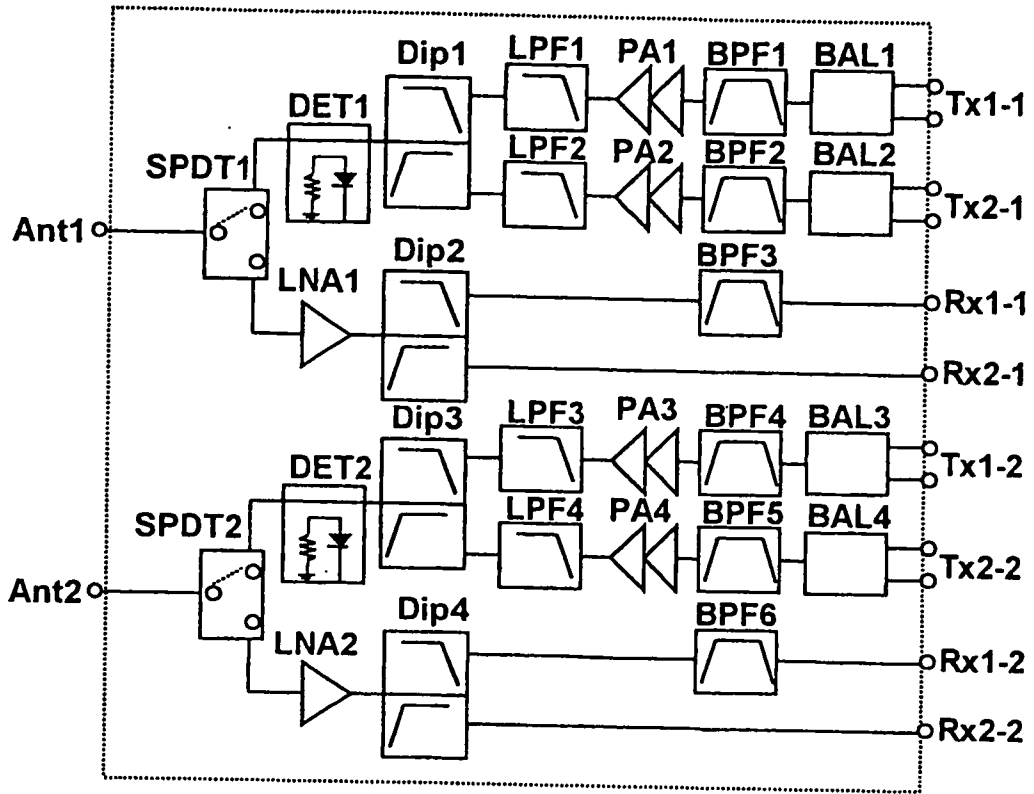 Dip1
LPF1
PA1
BPF1
BAL1
DET1
Tx1-1
SPDT1
LPF2
PA2
BPF2
BAL2
Tx2-1
Ant1
Dip2
BPF3
LNA1
Rx1-1
Rx2-1
Dip3
LPF3
PA3
BPF4
BAL3
DET2
Tx1-2
SPDT2
LPF4
PA4
BPF5
BAL4
Tx2-2
Ant2
Dip4
BPF6
LNA2
Rx1-2
Rx2-2